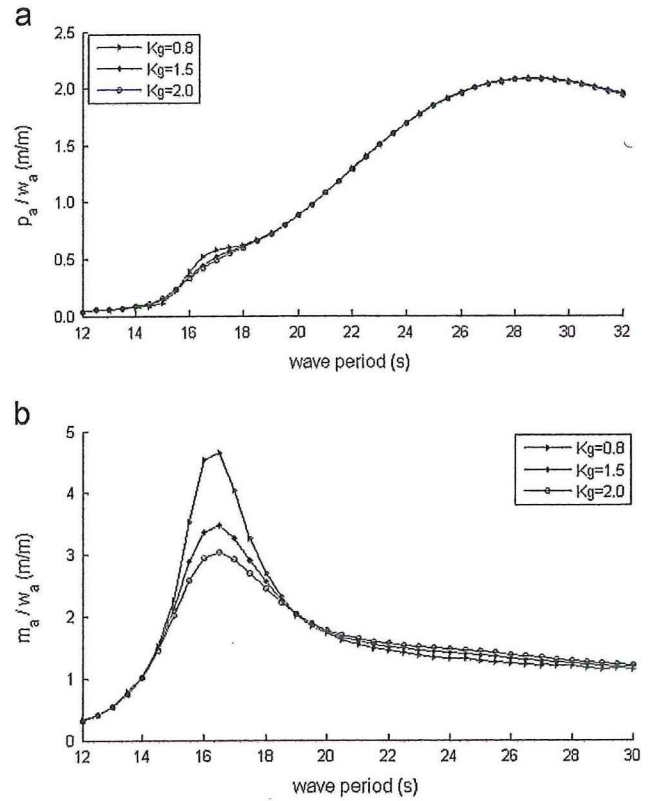 a
Kg=0.8
Kg=1.5
Kg=2.0
2.5
2.0
1.5
1.0
0.5
0.0
p_a / w_a (m/m)
12 14 16 18 20 22 24 26 28 30 32
wave period (s)
b
Kg=0.8
Kg=1.5
Kg=2.0
5
4
3
2
1
0
m_a / w_a (m/m)
12 14 16 18 20 22 24 26 28 30
wave period (s)